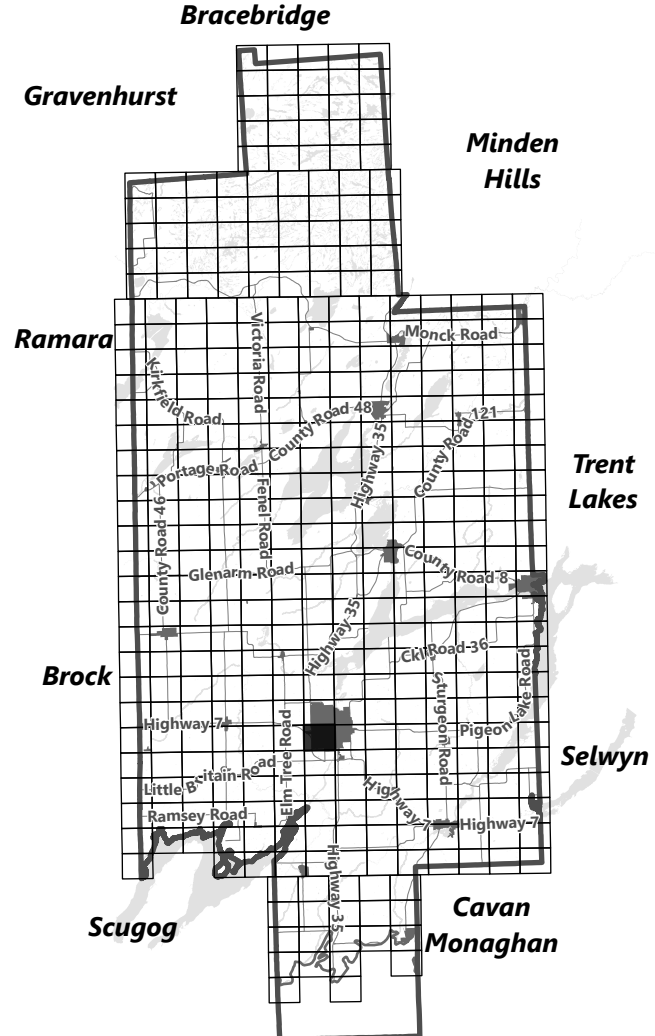 Bracebridge
Gravenhurst
Minden
Hills
Ramara
Monck Road
Victoria Road
Kirkfield Road
County Road 48
County Road 121
Highway 35
Portage Road
Trent
Lakes
County Road 46
Fenel Road
Glenarm Road
County Road 8
Highway 35
Ckl Road 36
Brock
Sturgeon Road
Pigeon Lake Road
Highway 7
Elm Tree Road
Selwyn
Little Britain Road
Ramsey Road
Highway 7
Highway 7
Highway 35
Scugog
Cavan
Monaghan